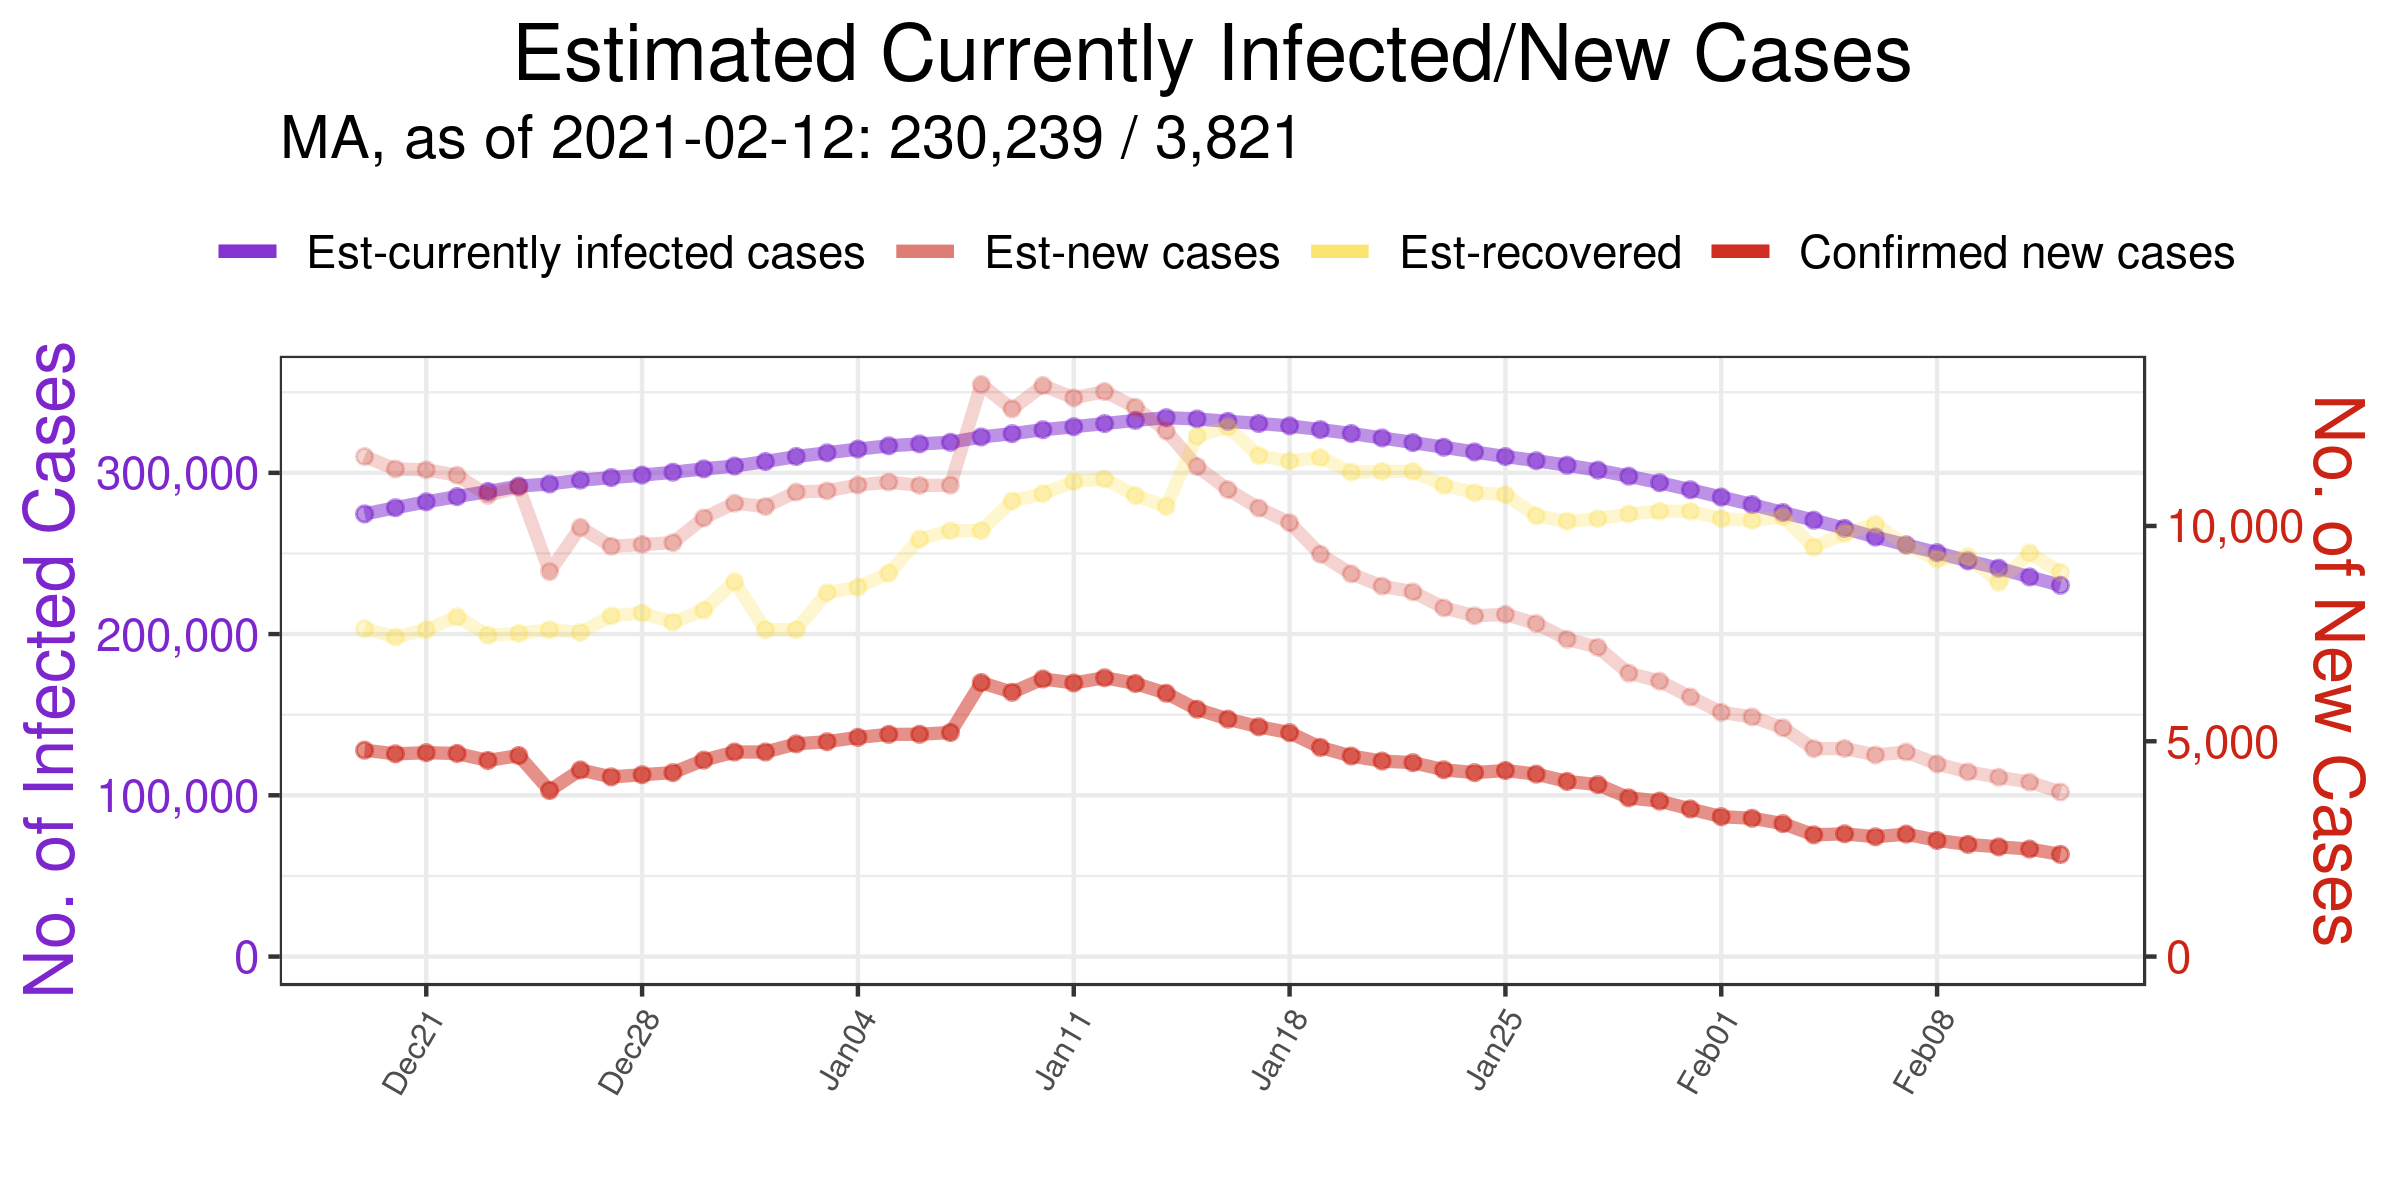 Estimated Currently Infected/New Cases
MA, as of 2021-02-12: 230,239 / 3,821
Est-currently infected cases Est-new cases Est-recovered Confirmed new cases
No. of Infected Cases
300,000
200,000
100,000
0
10,000
5,000
0
No. of New Cases
Dec21 Dec28 Jan04 Jan11 Jan18 Jan25 Feb01 Feb08